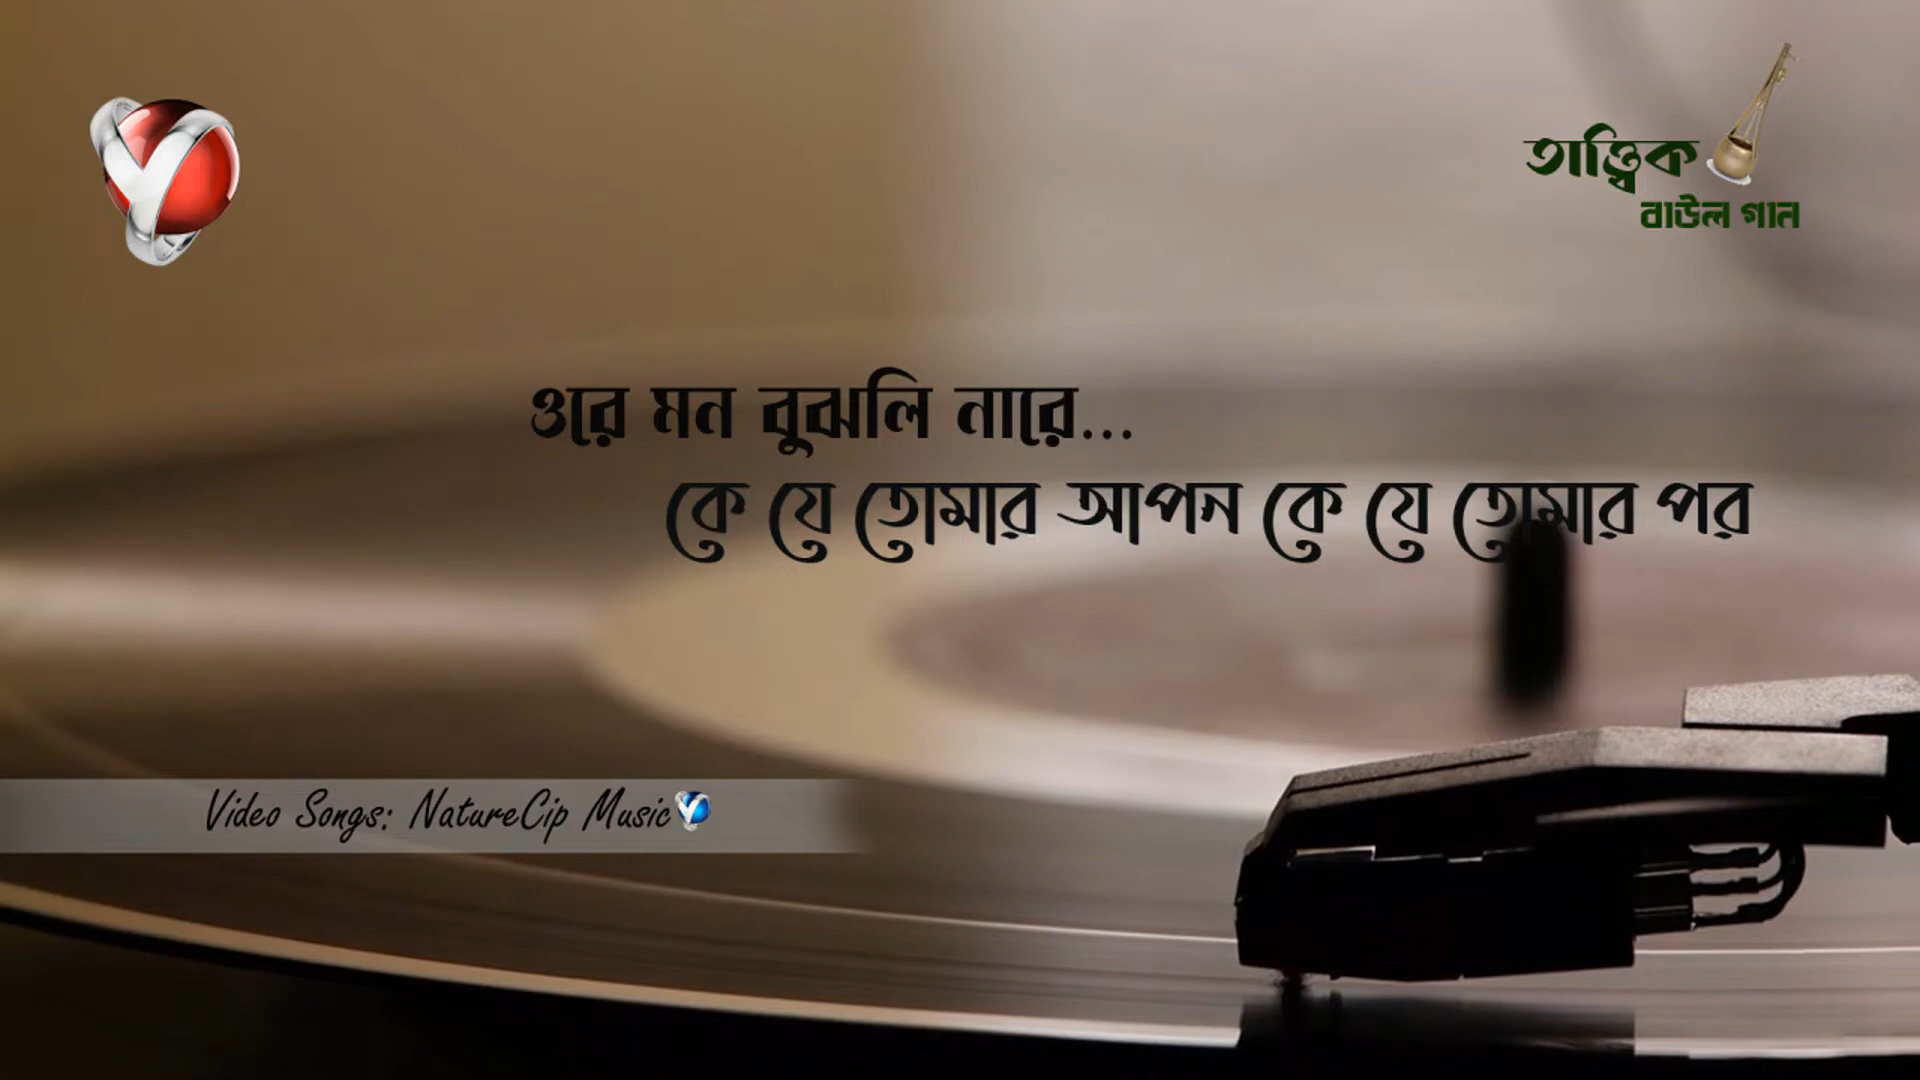 তাত্ত্বিক
বাউল গান
ওরে মন বুঝলি নারে...
কে যে তোমার আপন কে যে তোমার পর
Video Songs: NatureCip Music